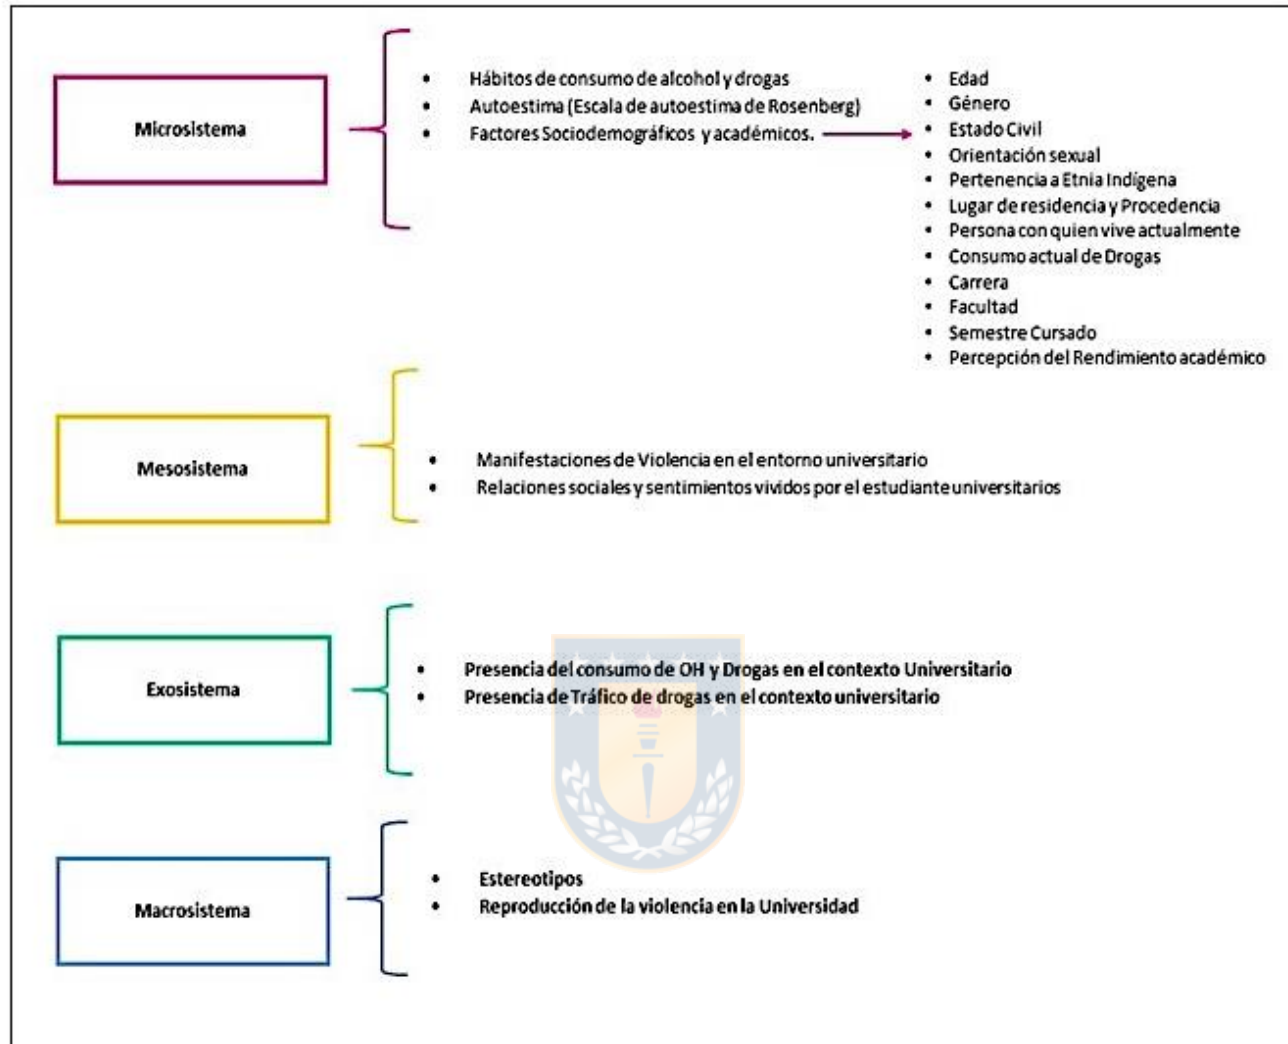 Microsistema
• Hábitos de consumo de alcohol y drogas
• Autoestima (Escala de autoestima de Rosenberg)
• Factores Sociodemográficos y académicos.
• Edad
• Género
• Estado Civil
• Orientación sexual
• Pertenencia a Etnia Indígena
• Lugar de residencia y Procedencia
• Persona con quien vive actualmente
• Consumo actual de Drogas
• Carrera
• Facultad
• Semestre Cursado
• Percepción del Rendimiento académico
Mesosistema
• Manifestaciones de Violencia en el entorno universitario
• Relaciones sociales y sentimientos vividos por el estudiante universitarios
Exosistema
• Presencia del consumo de OH y Drogas en el contexto Universitario
• Presencia de Tráfico de drogas en el contexto universitario
Macrosistema
• Estereotipos
• Reproducción de la violencia en la Universidad